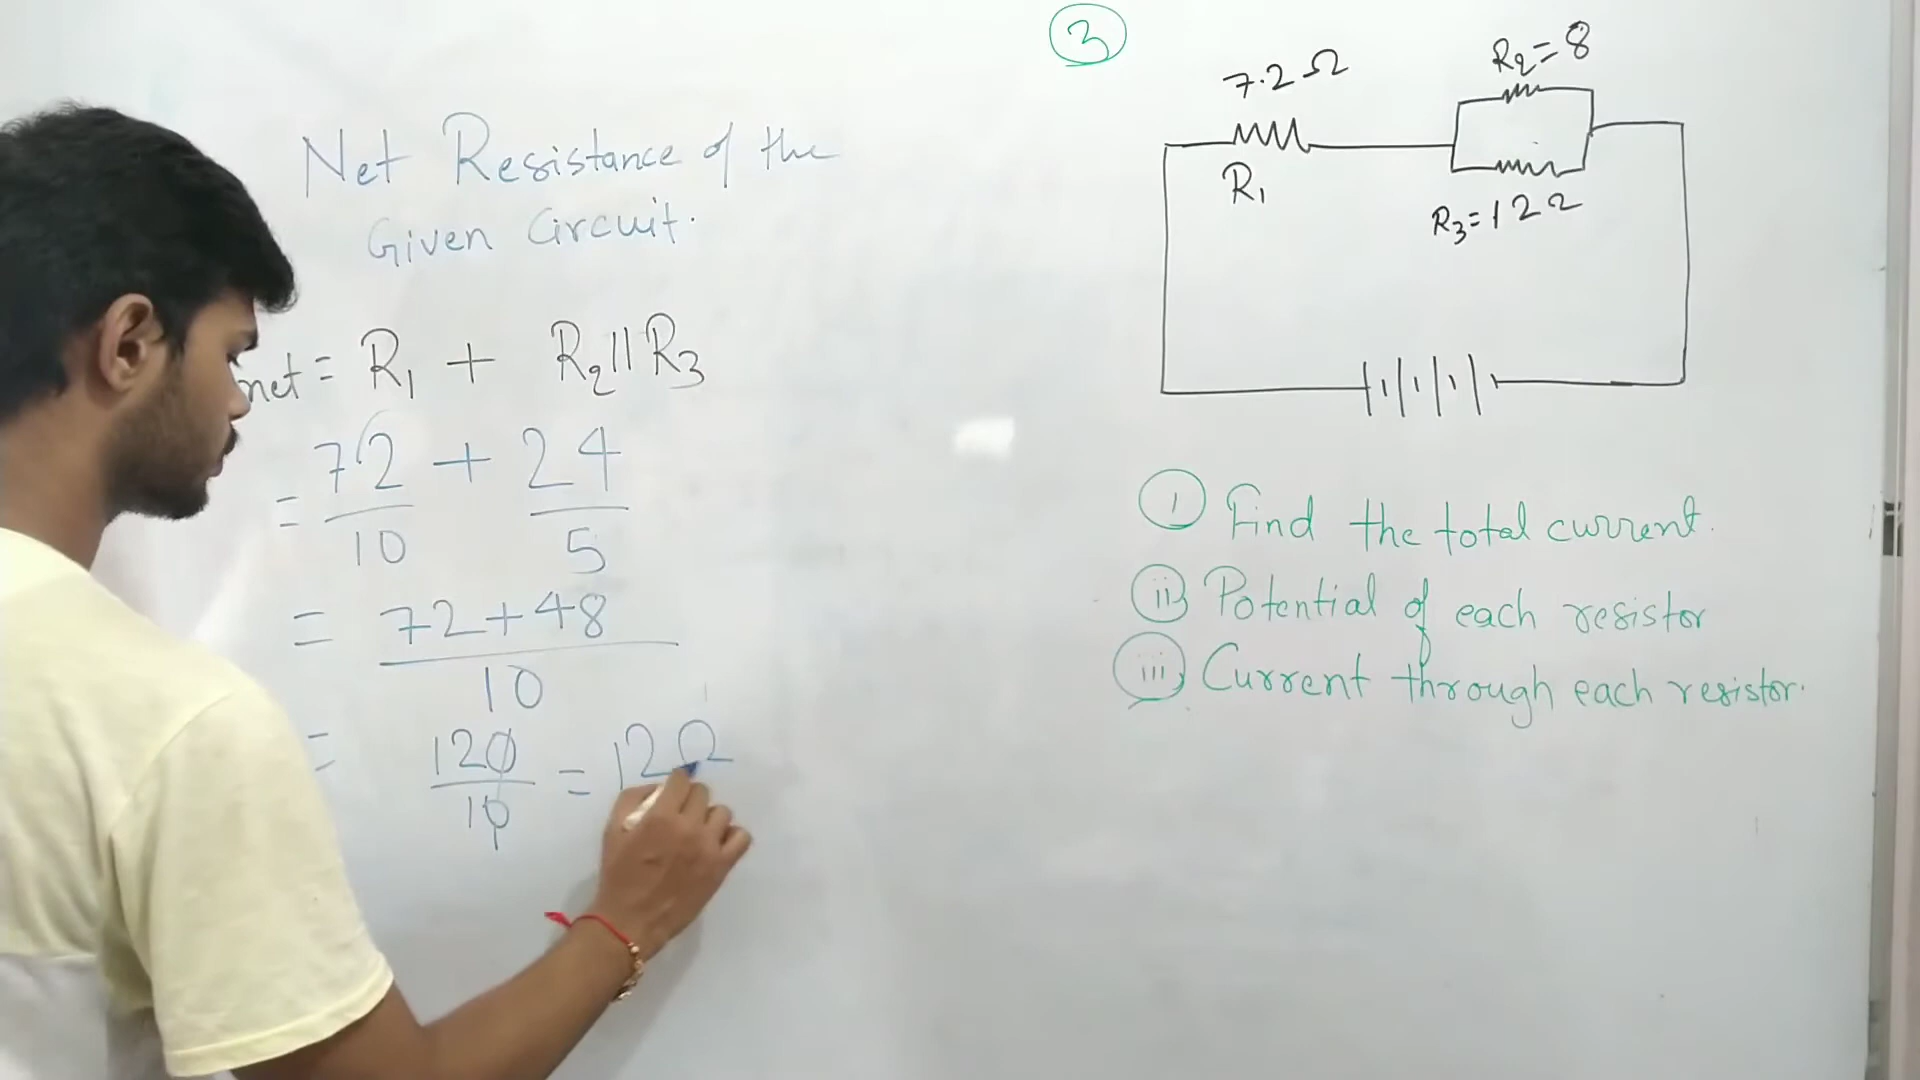 Net Resistance of the
Given Circuit.
net = R₁ + R₂||R₃
= 72/10 + 24/5
= 72+48/10
= 120/10 = 12Ω
3
7.2 Ω
R₁
R₂=8
R₃=12Ω
i Find the total current.
ii Potential of each resistor
iii Current through each resistor.